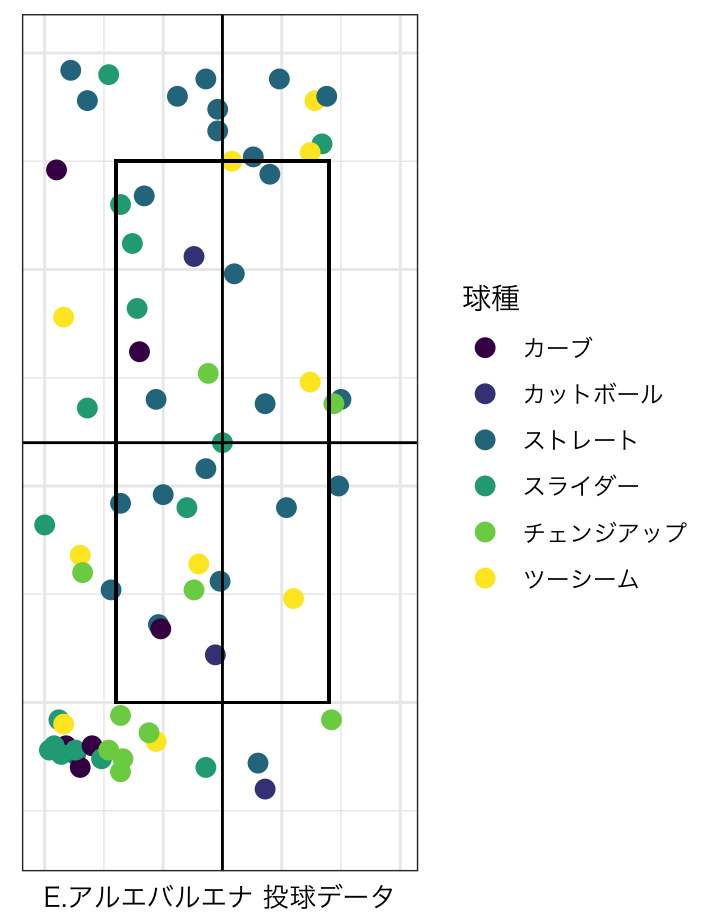 球種
カーブ
カットボール
ストレート
スライダー
チェンジアップ
ツーシーム
E.アルエバルエナ 投球データ